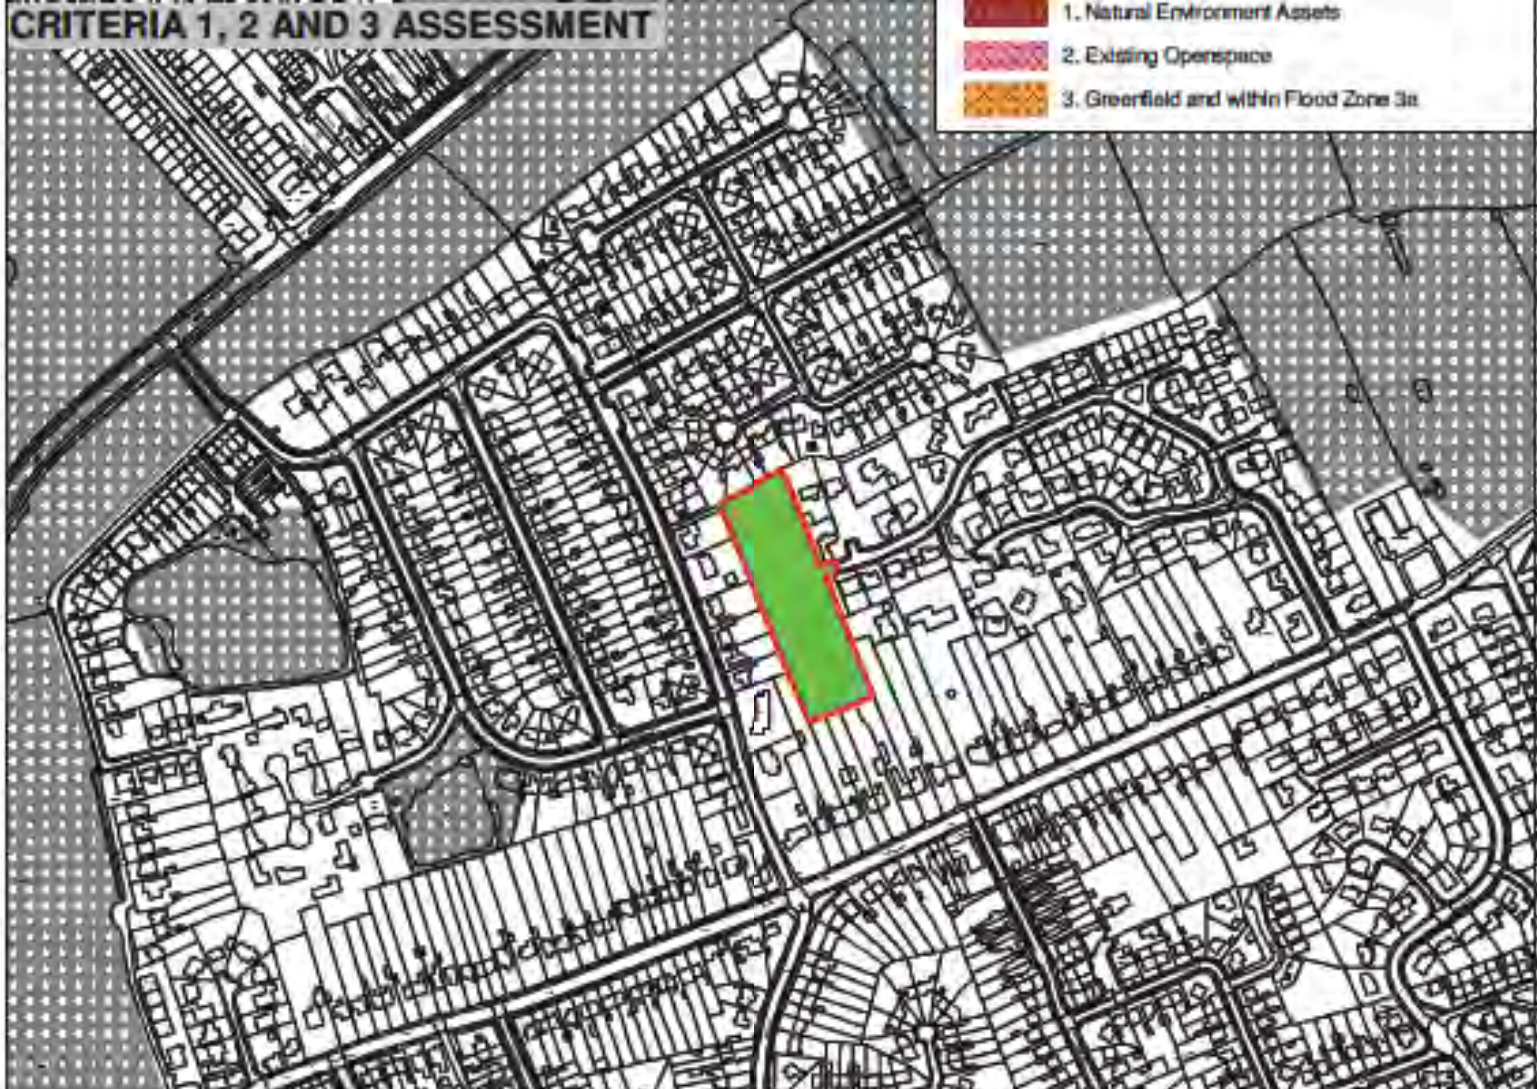 CRITERIA 1, 2 AND 3 ASSESSMENT
1. Natural Environment Assets
2. Existing Openspace
3. Greenfield and within Flood Zone 3a